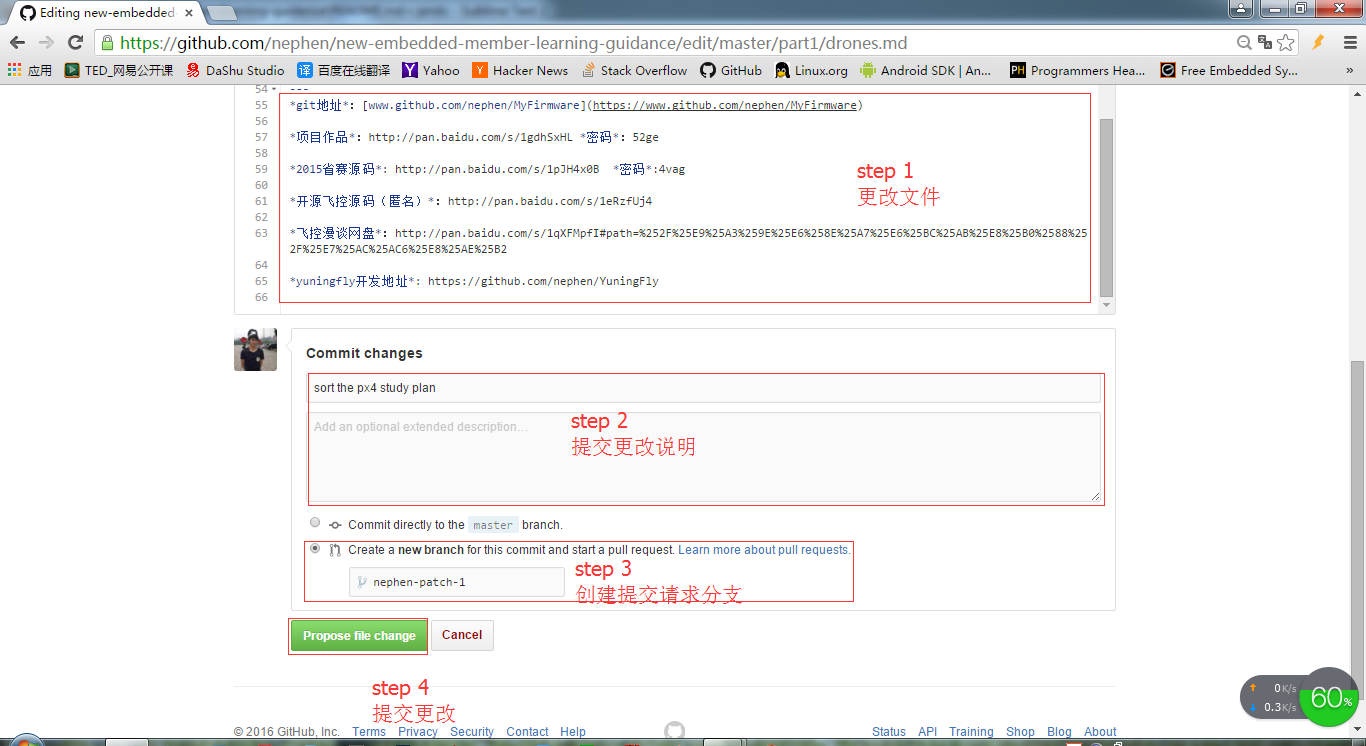 Editing new-embedded-
https://github.com/nephen/new-embedded-member-learning-guidance/edit/master/part1/drones.md
应用 TED_网易公开课 DaShu Studio 百度在线翻译 Yahoo Hacker News Stack Overflow GitHub Linux.org Android SDK | An... Programmers Hea... Free Embedded Sy... »
54 ---
55 *git地址*: [www.github.com/nephen/MyFirmware](https://www.github.com/nephen/MyFirmware)
56
57 *项目作品*: http://pan.baidu.com/s/1gdhSxHL *密码*: 52ge
58
59 *2015省赛源码*: http://pan.baidu.com/s/1pJH4x0B *密码*:4vag
60
step 1
更改文件
61 *开源飞控源码（匿名）*: http://pan.baidu.com/s/1eRzfUj4
62
63 *飞控漫谈网盘*: http://pan.baidu.com/s/1qXFMpfI#path=%252F%25E9%25A3%259E%25E6%258E%25A7%25E6%25BC%25AB%25E8%25B0%2588%25
2F%25E7%25AC%25AC6%25E8%25AE%25B2
64
65 *yuningfly开发地址*: https://github.com/nephen/YuningFly
66
Commit changes
sort the px4 study plan
Add an optional extended description...
step 2
提交更改说明
Commit directly to the master branch.
Create a new branch for this commit and start a pull request. Learn more about pull requests.
nephen-patch-1
step 3
创建提交请求分支
Propose file change Cancel
step 4
提交更改
0K/s
0.3K/s
60%
© 2016 GitHub, Inc. Terms Privacy Security Contact Help Status API Training Shop Blog About